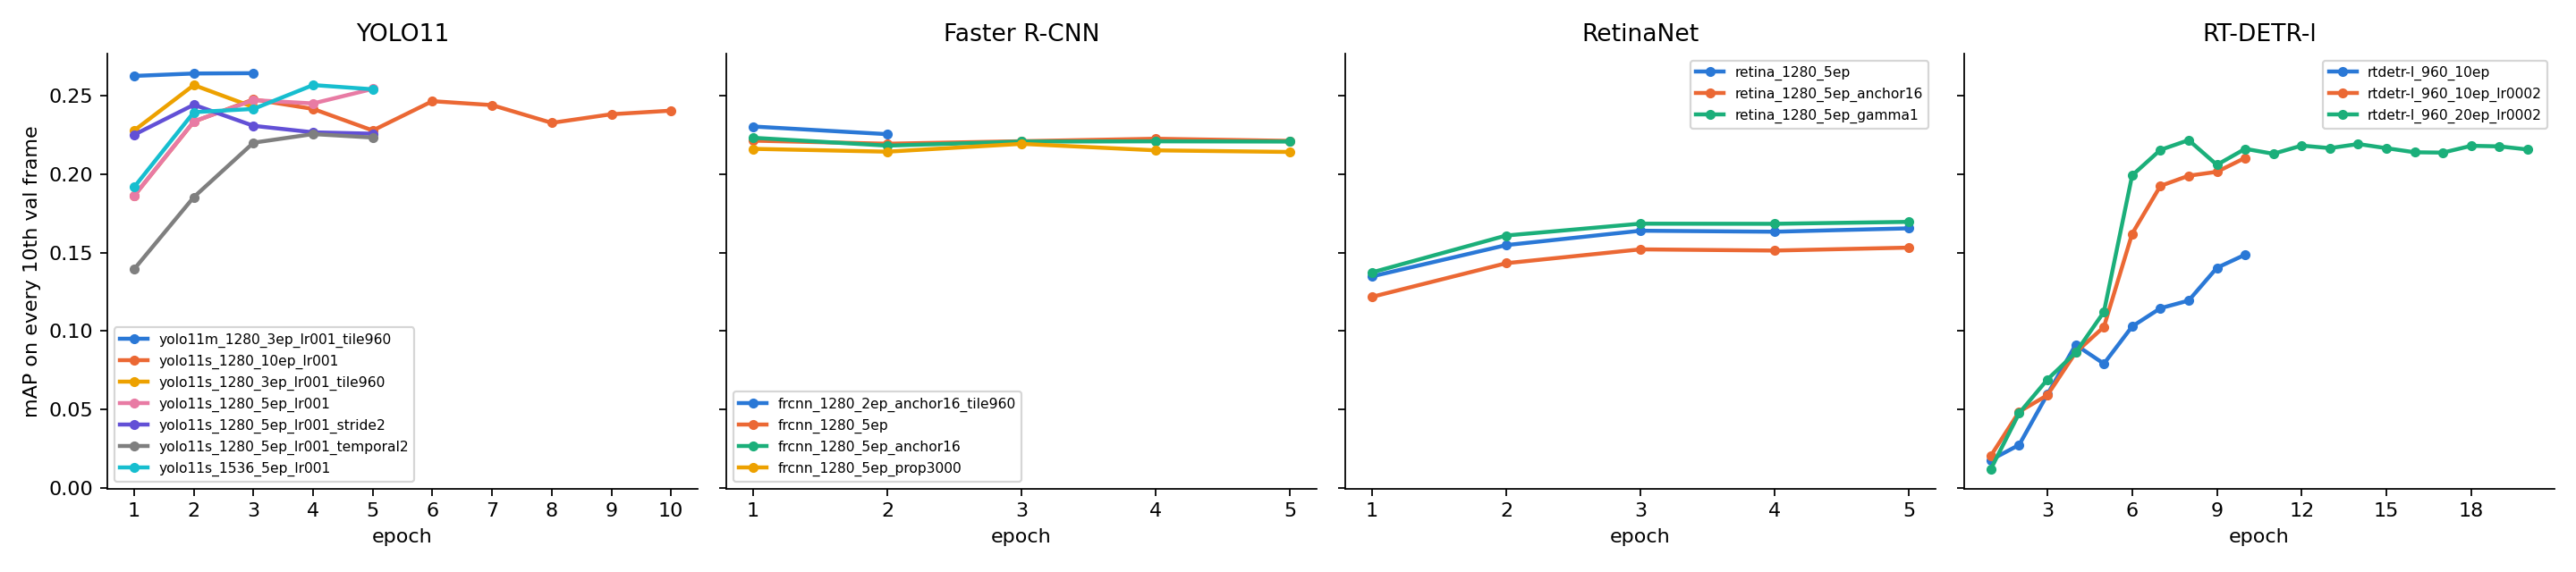 YOLO11
Faster R-CNN
RetinaNet
RT-DETR-l
mAP on every 10th val frame
0.25
0.20
0.15
0.10
0.05
0.00
yolo11m_1280_3ep_lr001_tile960
yolo11s_1280_10ep_lr001
yolo11s_1280_3ep_lr001_tile960
yolo11s_1280_5ep_lr001
yolo11s_1280_5ep_lr001_stride2
yolo11s_1280_5ep_lr001_temporal2
yolo11s_1536_5ep_lr001
1 2 3 4 5 6 7 8 9 10
epoch
frcnn_1280_2ep_anchor16_tile960
frcnn_1280_5ep
frcnn_1280_5ep_anchor16
frcnn_1280_5ep_prop3000
1 2 3 4 5
epoch
retina_1280_5ep
retina_1280_5ep_anchor16
retina_1280_5ep_gamma1
1 2 3 4 5
epoch
rtdetr-l_960_10ep
rtdetr-l_960_10ep_lr0002
rtdetr-l_960_20ep_lr0002
3 6 9 12 15 18
epoch